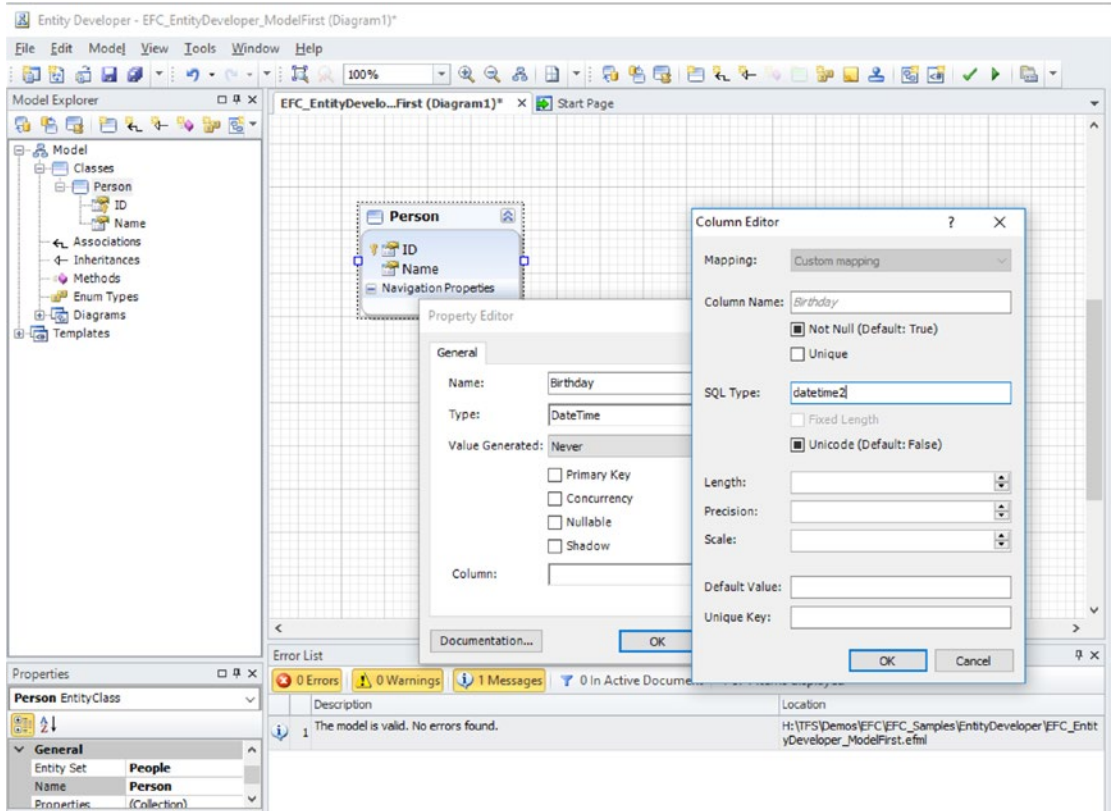 Entity Developer - EFC_EntityDeveloper_ModelFirst (Diagram1)*
File Edit Model View Tools Window Help
100%
Model Explorer
EFC_EntityDevelo...First (Diagram1)* Start Page
Model
Classes
Person
ID
Name
Associations
Inheritances
Methods
Enum Types
Diagrams
Templates
Person
ID
Name
Navigation Properties
Property Editor
General
Name: Birthday
Type: DateTime
Value Generated: Never
Primary Key
Concurrency
Nullable
Shadow
Column:
Documentation...
OK
Column Editor ?
Mapping: Custom mapping
Column Name: Birthday
Not Null (Default: True)
Unique
SQL Type: datetime2
Fixed Length
Unicode (Default: False)
Length:
Precision:
Scale:
Default Value:
Unique Key:
OK Cancel
Error List
0 Errors 0 Warnings 1 Messages 0 In Active Documen
Description Location
1 The model is valid. No errors found. H:\TFS\Demos\EFC\EFC_Samples\EntityDeveloper\EFC_Entit
yDeveloper_ModelFirst.efml
Properties
Person EntityClass
General
Entity Set People
Name Person
Properties (Collection)